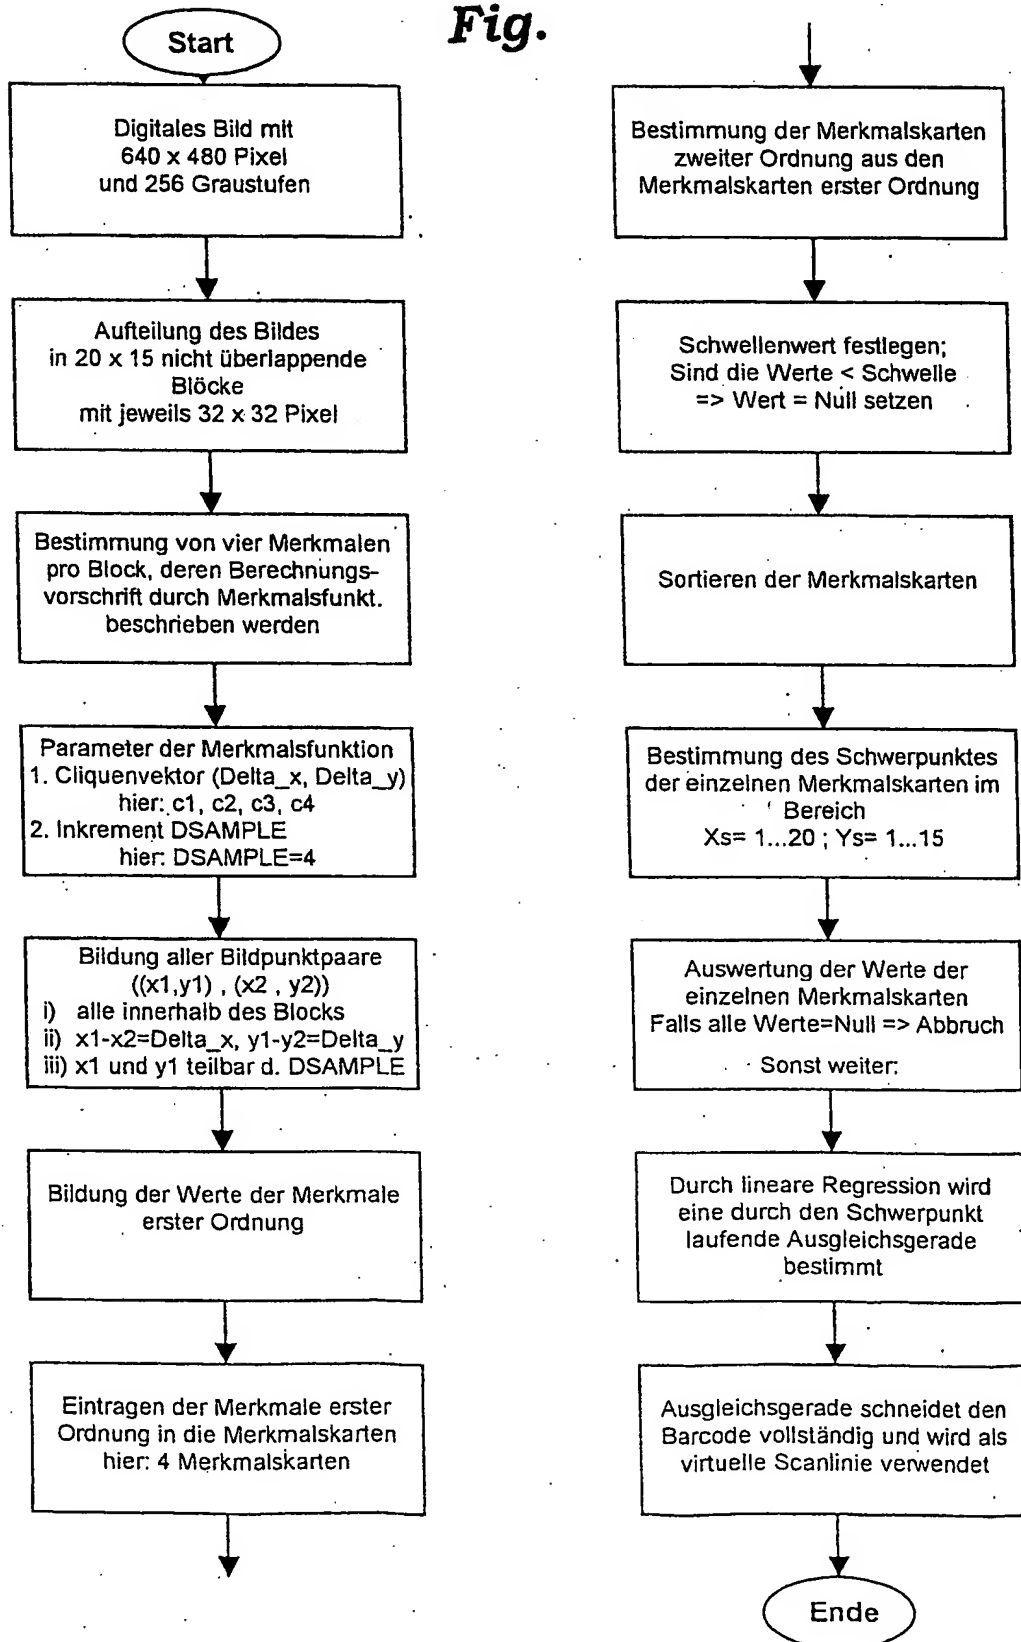 Fig.
Start
Digitales Bild mit
640 x 480 Pixel
und 256 Graustufen
Aufteilung des Bildes
in 20 x 15 nicht überlappende
Blöcke
mit jeweils 32 x 32 Pixel
Bestimmung von vier Merkmalen
pro Block, deren Berechnungs-
vorschrift durch Merkmalsfunkt.
beschrieben werden
Parameter der Merkmalsfunktion
1. Cliquenvektor (Delta_x, Delta_y)
hier: c1, c2, c3, c4
2. Inkrement DSAMPLE
hier: DSAMPLE=4
Bildung aller Bildpunktpaare
((x1,y1) , (x2 , y2))
i) alle innerhalb des Blocks
ii) x1-x2=Delta_x, y1-y2=Delta_y
iii) x1 und y1 teilbar d. DSAMPLE
Bildung der Werte der Merkmale
erster Ordnung
Eintragen der Merkmale erster
Ordnung in die Merkmalskarten
hier: 4 Merkmalskarten
Bestimmung der Merkmalskarten
zweiter Ordnung aus den
Merkmalskarten erster Ordnung
Schwellenwert festlegen;
Sind die Werte < Schwelle
=> Wert = Null setzen
Sortieren der Merkmalskarten
Bestimmung des Schwerpunktes
der einzelnen Merkmalskarten im
Bereich
Xs= 1...20 ; Ys= 1...15
Auswertung der Werte der
einzelnen Merkmalskarten
Falls alle Werte=Null => Abbruch
Sonst weiter:
Durch lineare Regression wird
eine durch den Schwerpunkt
laufende Ausgleichsgerade
bestimmt
Ausgleichsgerade schneidet den
Barcode vollständig und wird als
virtuelle Scanlinie verwendet
Ende